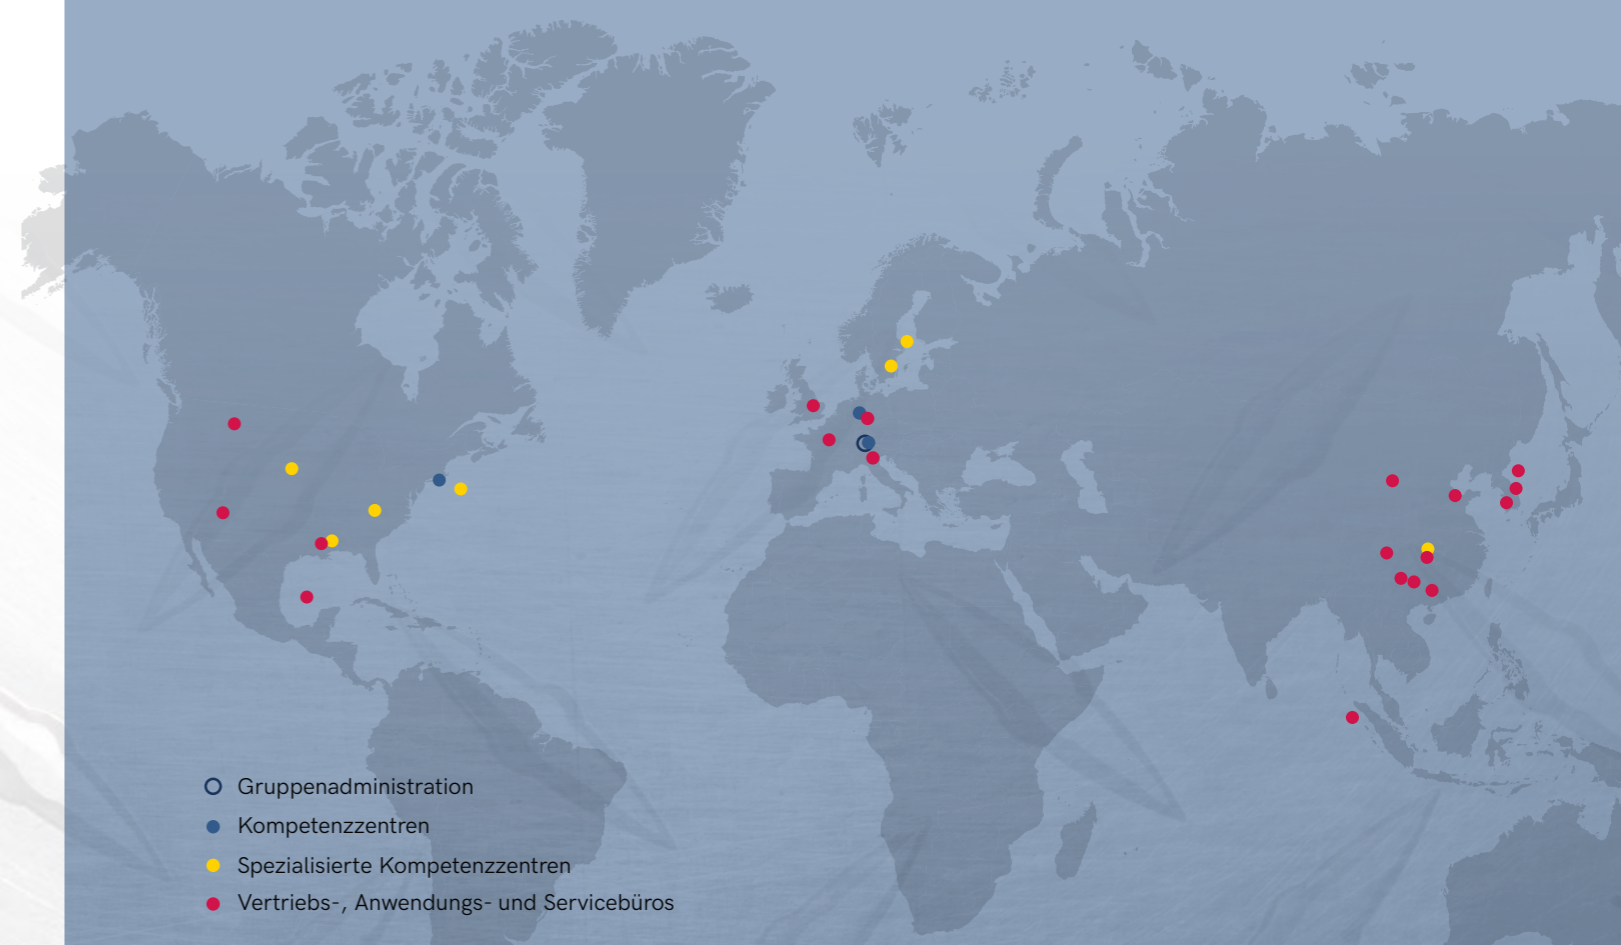 Gruppenadministration
Kompetenzzentren
Spezialisierte Kompetenzzentren
Vertriebs-, Anwendungs- und Servicebüros